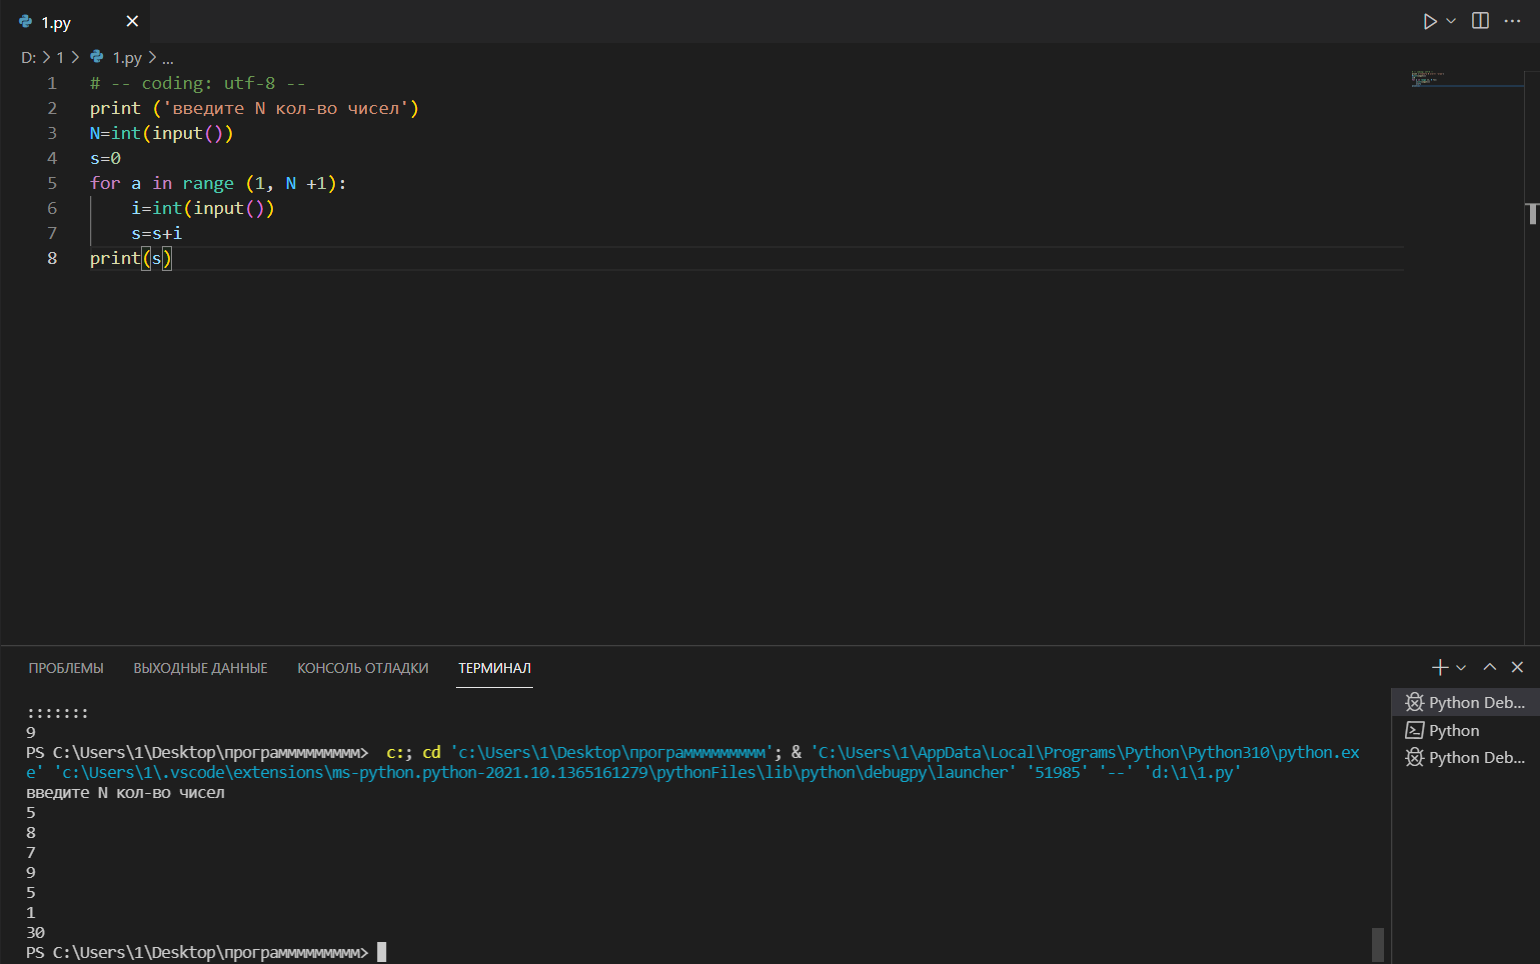 1.py
D: > 1 > 1.py > ...
1 # -- coding: utf-8 --
2 print ('введите N кол-во чисел')
3 N=int(input())
4 s=0
5 for a in range (1, N +1):
6     i=int(input())
7     s=s+i
8 print(s)
ПРОБЛЕМЫ ВЫХОДНЫЕ ДАННЫЕ КОНСОЛЬ ОТЛАДКИ ТЕРМИНАЛ
:::::::
9
PS C:\Users\1\Desktop\программмммммммм>  c:; cd 'c:\Users\1\Desktop\программмммммммм'; & 'C:\Users\1\AppData\Local\Programs\Python\Python310\python.ex
e' 'c:\Users\1\.vscode\extensions\ms-python.python-2021.10.1365161279\pythonFiles\lib\python\debugpy\launcher' '51985' '--' 'd:\1\1.py'
введите N кол-во чисел
5
8
7
9
5
1
30
PS C:\Users\1\Desktop\программмммммммм>
Python Deb...
Python
Python Deb...